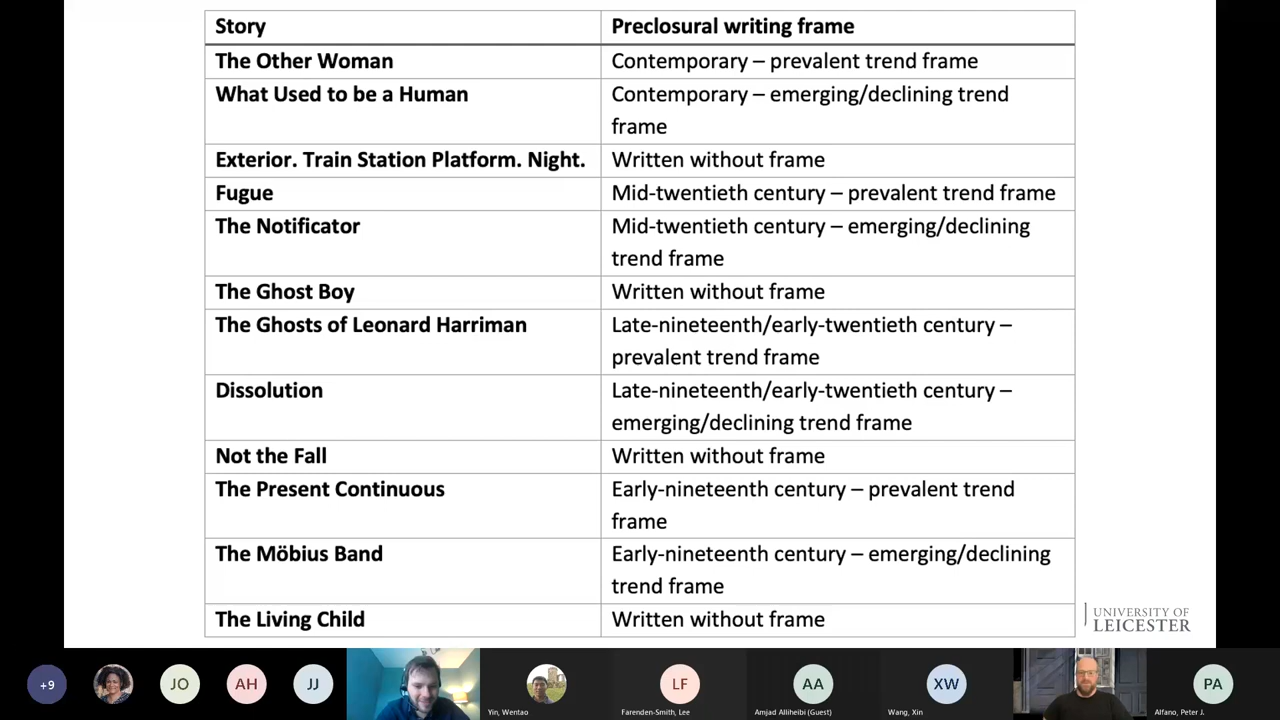 Story Preclosural writing frame
The Other Woman Contemporary – prevalent trend frame
What Used to be a Human Contemporary – emerging/declining trend
frame
Exterior. Train Station Platform. Night. Written without frame
Fugue Mid-twentieth century – prevalent trend frame
The Notificator Mid-twentieth century – emerging/declining
trend frame
The Ghost Boy Written without frame
The Ghosts of Leonard Harriman Late-nineteenth/early-twentieth century –
prevalent trend frame
Dissolution Late-nineteenth/early-twentieth century –
emerging/declining trend frame
Not the Fall Written without frame
The Present Continuous Early-nineteenth century – prevalent trend
frame
The Möbius Band Early-nineteenth century – emerging/declining
trend frame
The Living Child Written without frame
UNIVERSITY OF
LEICESTER
+9 JO AH JJ LF AA XW PA
Yin, Wentao Farenden-Smith, Lee Amjad Alliheibi (Guest) Wang, Xin Alfano, Peter J.